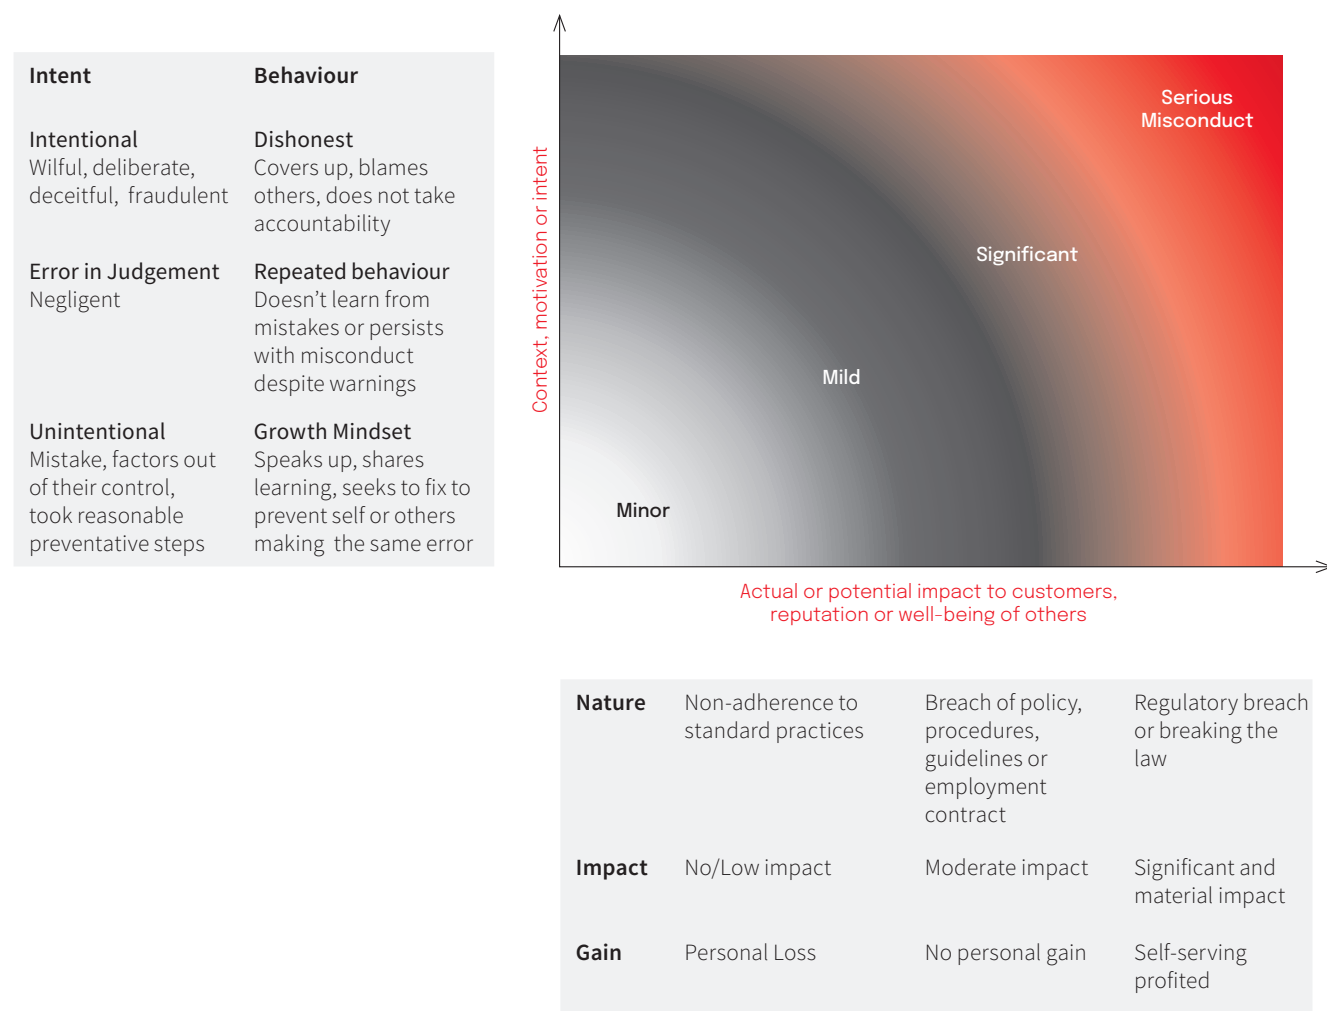 Intent
Behaviour
Intentional
Wilful, deliberate,
deceitful, fraudulent
Dishonest
Covers up, blames
others, does not take
accountability
Error in Judgement
Negligent
Repeated behaviour
Doesn't learn from
mistakes or persists
with misconduct
despite warnings
Unintentional
Mistake, factors out
of their control,
took reasonable
preventative steps
Growth Mindset
Speaks up, shares
learning, seeks to fix to
prevent self or others
making the same error
Context, motivation or intent
Serious
Misconduct
Significant
Mild
Minor
Actual or potential impact to customers,
reputation or well-being of others
Nature
Non-adherence to
standard practices
Breach of policy,
procedures,
guidelines or
employment
contract
Regulatory breach
or breaking the
law
Impact
No/Low impact
Moderate impact
Significant and
material impact
Gain
Personal Loss
No personal gain
Self-serving
profited